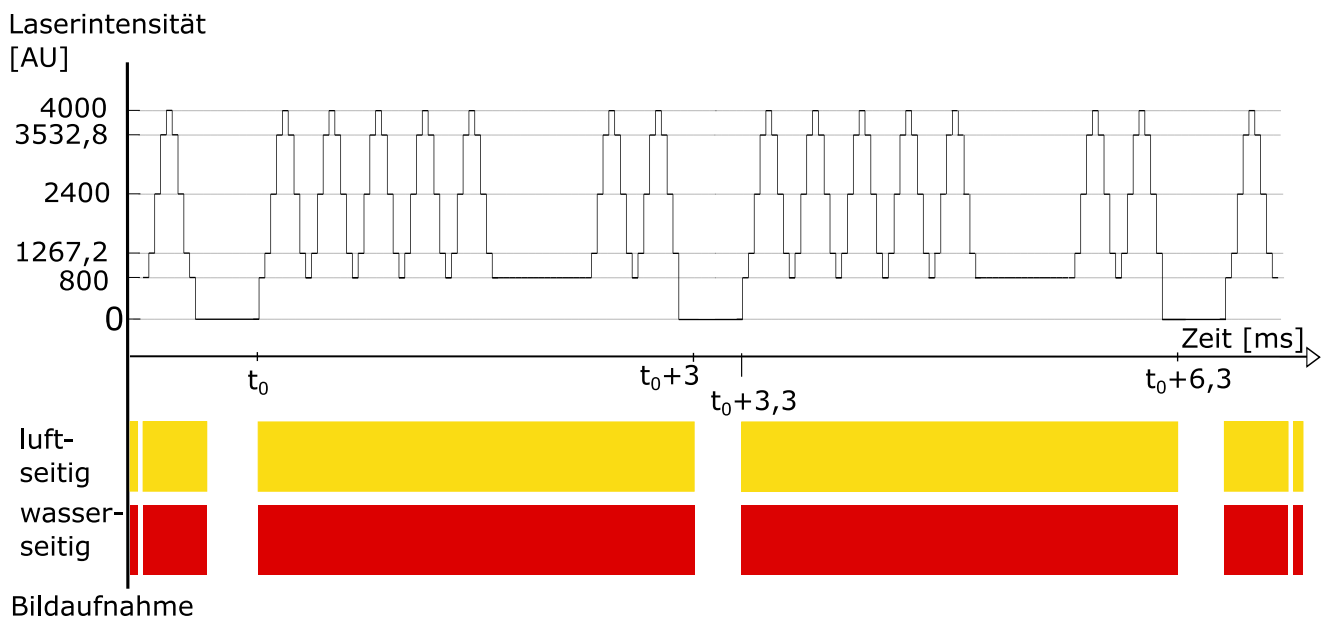 Laserintensität
[AU]
4000
3532,8
2400
1267,2
800
0
Zeit [ms]
t₀
t₀+3
t₀+3,3
t₀+6,3
luft-
seitig
wasser-
seitig
Bildaufnahme